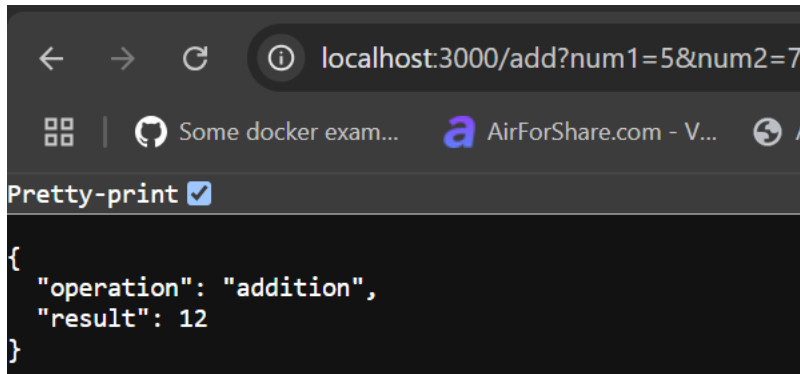 localhost:3000/add?num1=5&num2=7
Some docker exam...
AirForShare.com - V...
Pretty-print
{
"operation": "addition",
"result": 12
}